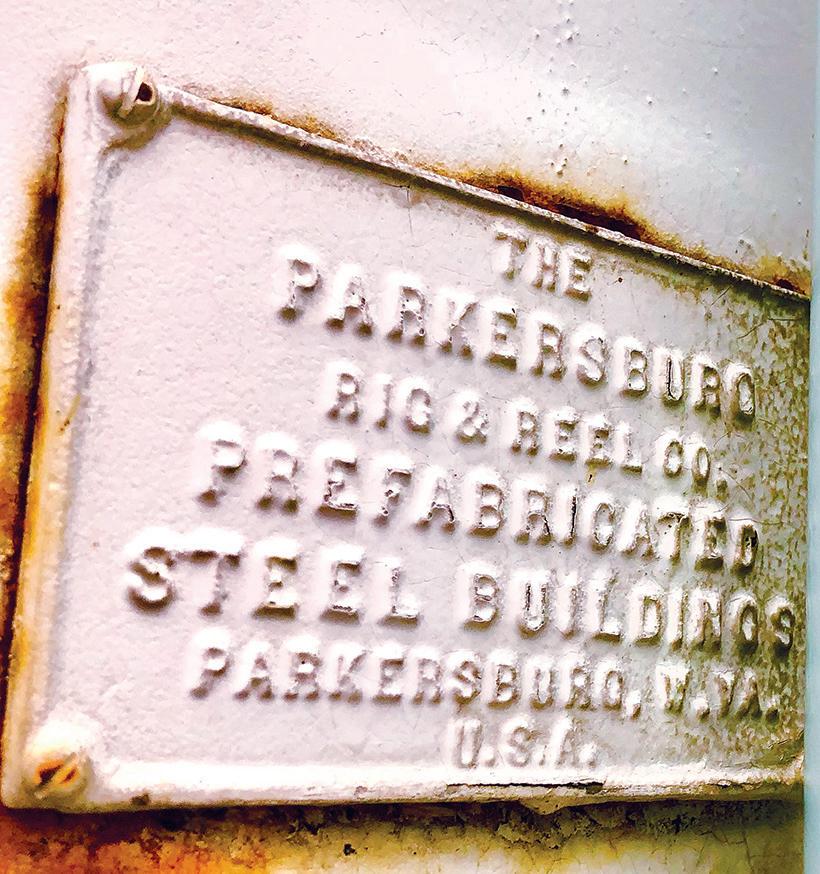 THE
PARKERSBURG
RIG & REEL CO.
PREFABRICATED
STEEL BUILDINGS
PARKERSBURG, W.VA.
U.S.A.